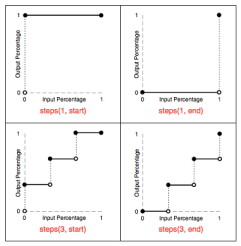 1
Output Percentage
0
0 Input Percentage 1
steps(1, start)
1
Output Percentage
0
0 Input Percentage 1
steps(1, end)
1
Output Percentage
0
0 Input Percentage 1
steps(3, start)
1
Output Percentage
0
0 Input Percentage 1
steps(3, end)